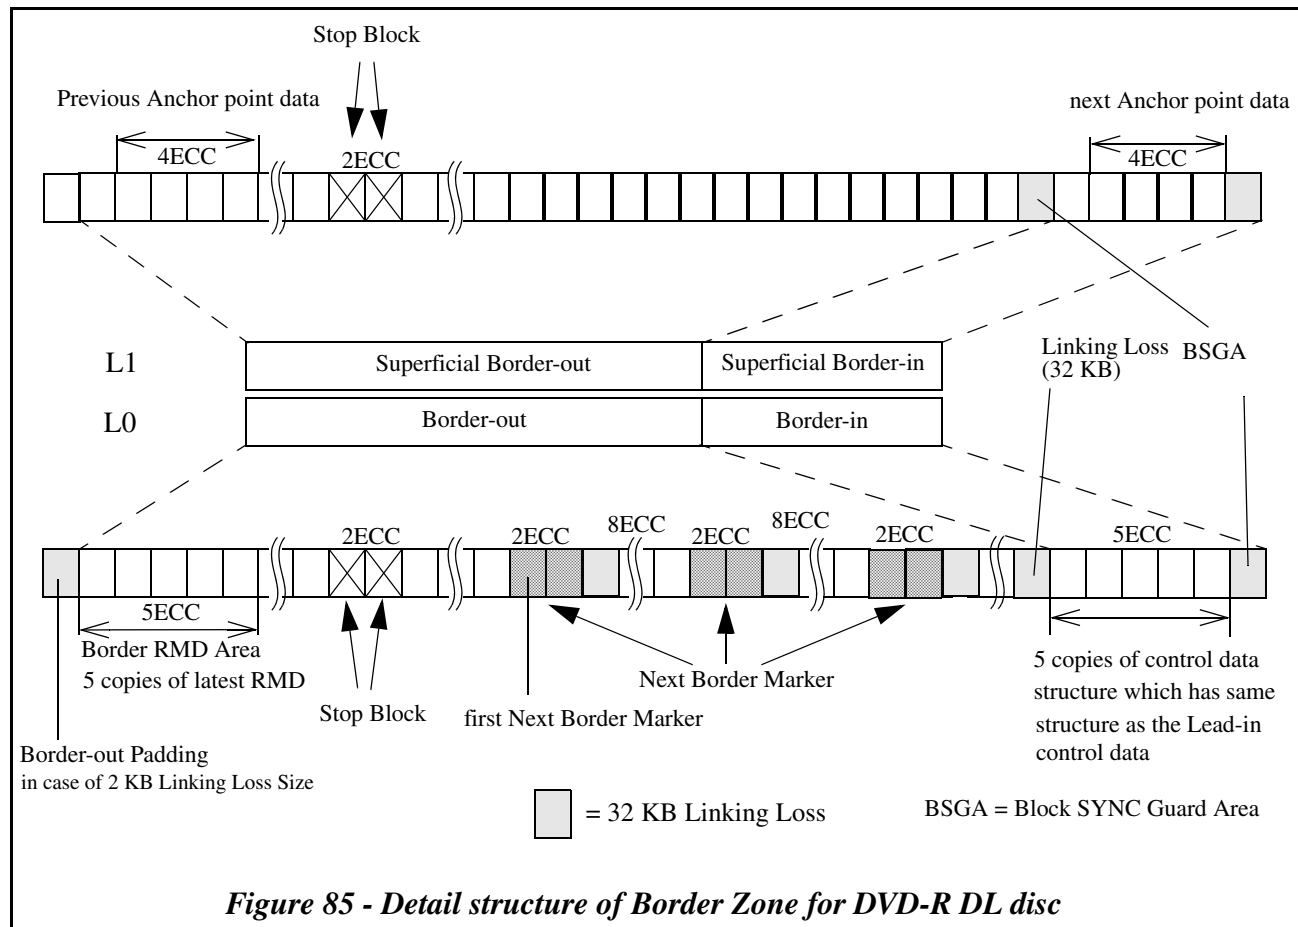 Stop Block
Previous Anchor point data
next Anchor point data
4ECC
2ECC
4ECC
L1
Superficial Border-out
Superficial Border-in
Linking Loss
(32 KB)
BSGA
L0
Border-out
Border-in
2ECC
2ECC
8ECC
2ECC
8ECC
2ECC
5ECC
5ECC
Border RMD Area
5 copies of latest RMD
Stop Block
first Next Border Marker
Next Border Marker
5 copies of control data
structure which has same
structure as the Lead-in
control data
Border-out Padding
in case of 2 KB Linking Loss Size
= 32 KB Linking Loss
BSGA = Block SYNC Guard Area
Figure 85 - Detail structure of Border Zone for DVD-R DL disc